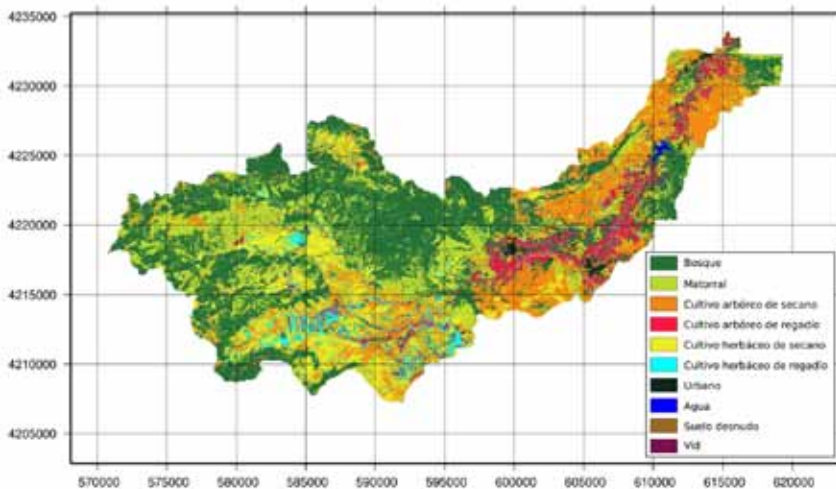 4235000
4230000
4225000
4220000
4215000
4210000
4205000
Bosque
Matorral
Cultivo arbóreo de secano
Cultivo arbóreo de regadío
Cultivo herbáceo de secano
Cultivo herbáceo de regadío
Urbano
Agua
Suelo desnudo
Vid
570000 575000 580000 585000 590000 595000 600000 605000 610000 615000 620000